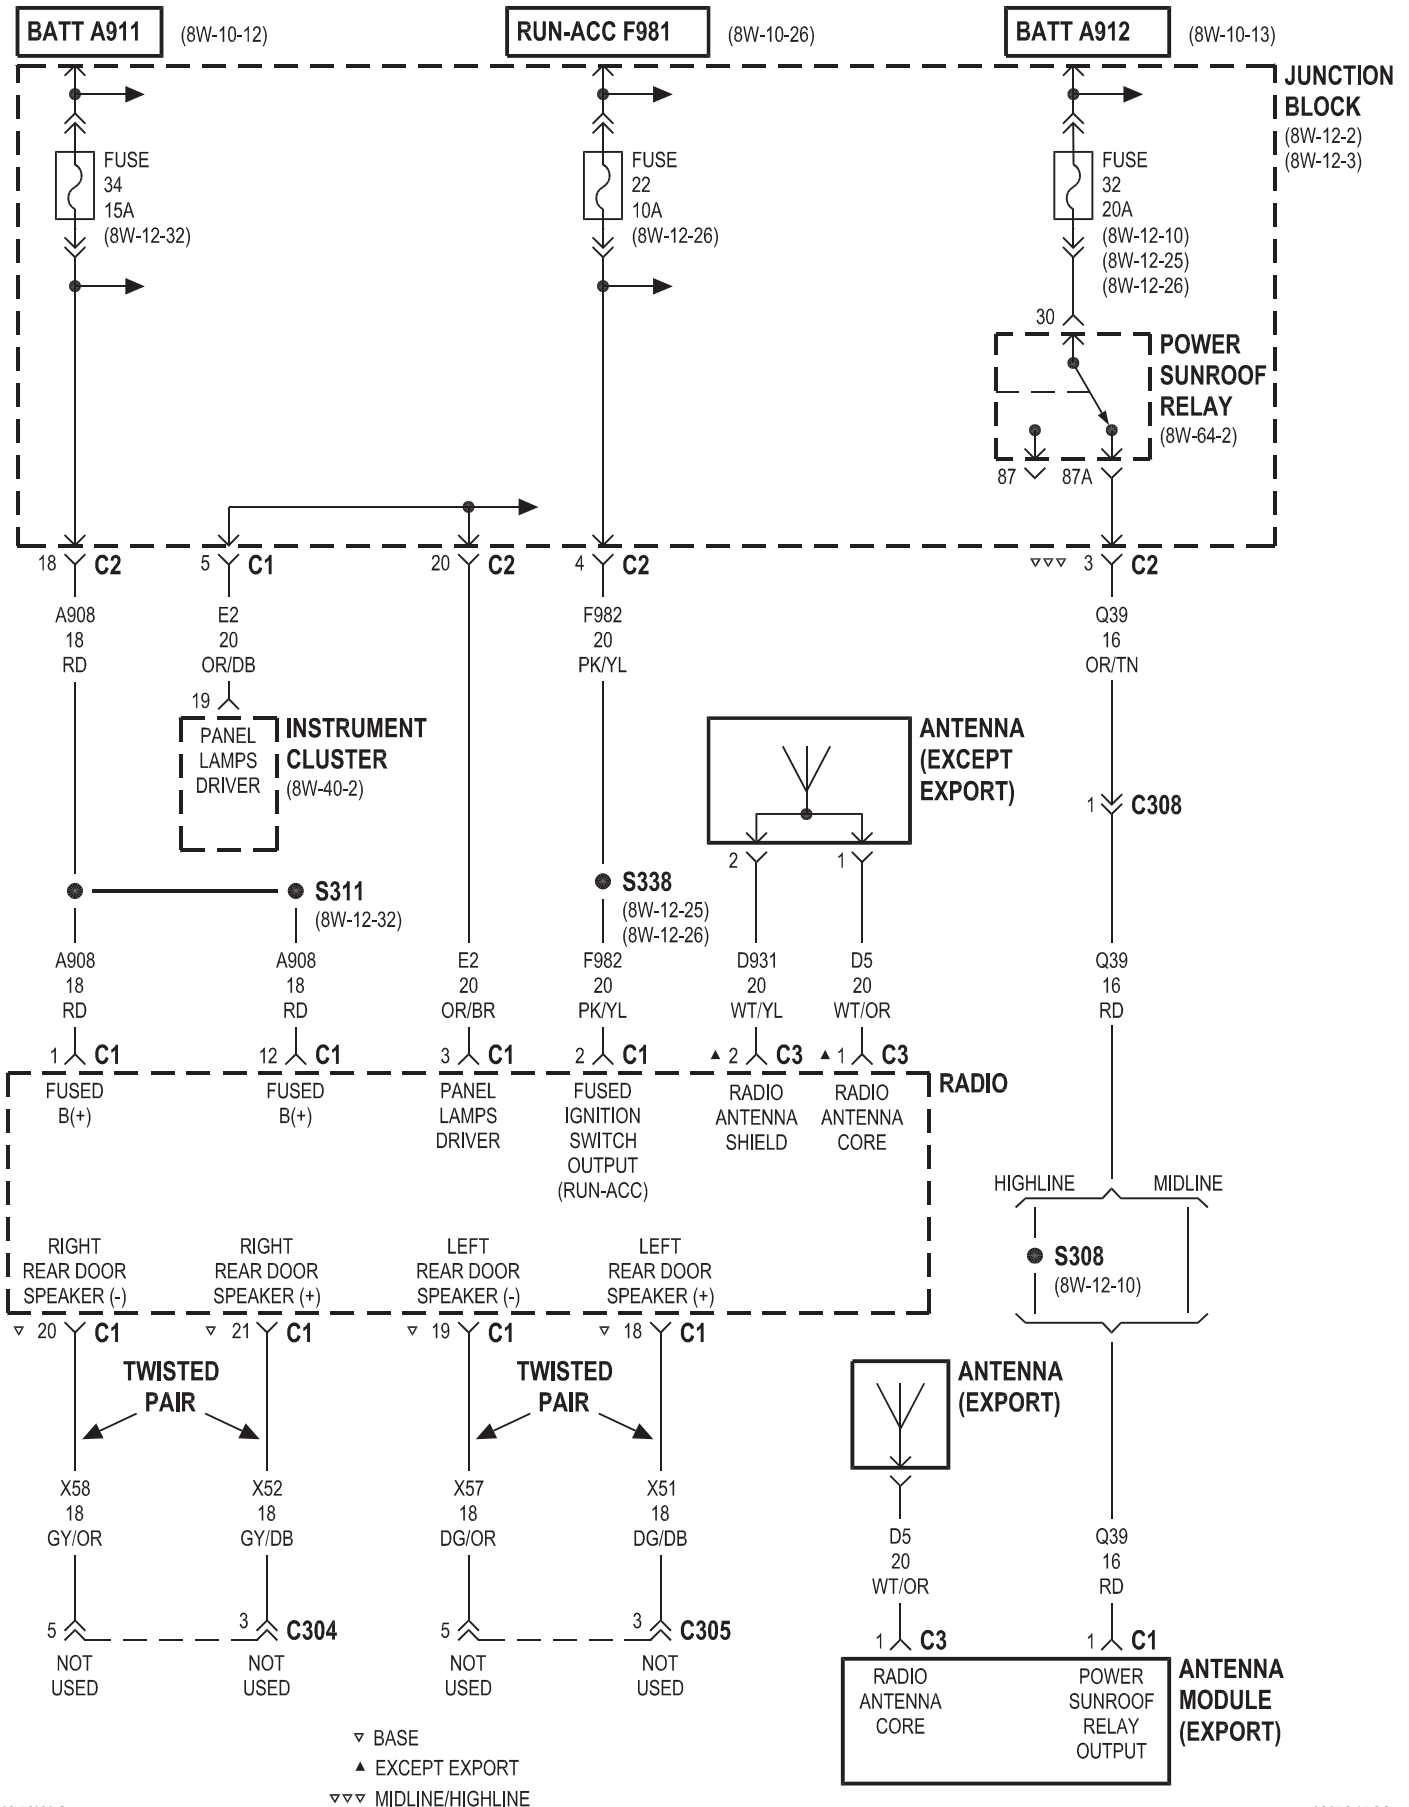 BATT A911
(8W-10-12)
RUN-ACC F981
(8W-10-26)
BATT A912
(8W-10-13)
JUNCTION
BLOCK
(8W-12-2)
(8W-12-3)
FUSE
34
15A
(8W-12-32)
FUSE
22
10A
(8W-12-26)
FUSE
32
20A
(8W-12-10)
(8W-12-25)
(8W-12-26)
30
POWER
SUNROOF
RELAY
(8W-64-2)
87
87A
18 C2
5 C1
20 C2
4 C2
3 C2
A908
18
RD
E2
20
OR/DB
F982
20
PK/YL
Q39
16
OR/TN
19
PANEL
LAMPS
DRIVER
INSTRUMENT
CLUSTER
(8W-40-2)
ANTENNA
(EXCEPT
EXPORT)
2
1
1 C308
S311
(8W-12-32)
S338
(8W-12-25)
(8W-12-26)
A908
18
RD
A908
18
RD
E2
20
OR/BR
F982
20
PK/YL
D931
20
WT/YL
D5
20
WT/OR
Q39
16
RD
1 C1
12 C1
3 C1
2 C1
2 C3
1 C3
RADIO
FUSED
B(+)
FUSED
B(+)
PANEL
LAMPS
DRIVER
FUSED
IGNITION
SWITCH
OUTPUT
(RUN-ACC)
RADIO
ANTENNA
SHIELD
RADIO
ANTENNA
CORE
HIGHLINE
MIDLINE
S308
(8W-12-10)
RIGHT
REAR DOOR
SPEAKER (-)
RIGHT
REAR DOOR
SPEAKER (+)
LEFT
REAR DOOR
SPEAKER (-)
LEFT
REAR DOOR
SPEAKER (+)
20 C1
21 C1
19 C1
18 C1
TWISTED
PAIR
TWISTED
PAIR
ANTENNA
(EXPORT)
X58
18
GY/OR
X52
18
GY/DB
X57
18
DG/OR
X51
18
DG/DB
D5
20
WT/OR
Q39
16
RD
5
3 C304
5
3 C305
NOT
USED
NOT
USED
NOT
USED
NOT
USED
1 C3
1 C1
RADIO
ANTENNA
CORE
POWER
SUNROOF
RELAY
OUTPUT
ANTENNA
MODULE
(EXPORT)
▽ BASE
▲ EXCEPT EXPORT
▽▽▽ MIDLINE/HIGHLINE